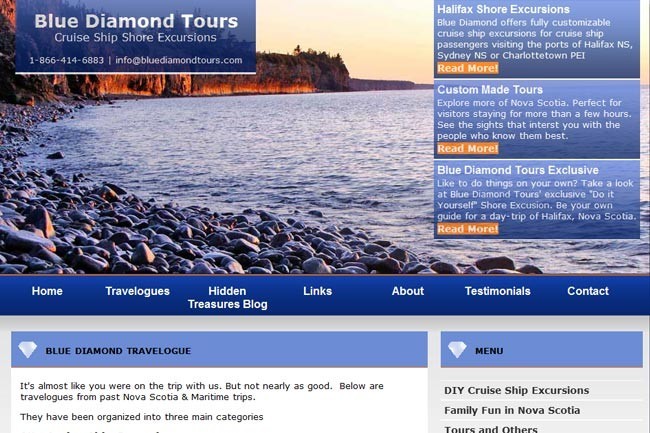 Blue Diamond Tours
Cruise Ship Shore Excursions
1-866-414-6883 | info@bluediamondtours.com
Halifax Shore Excursions
Blue Diamond offers fully customizable
cruise ship excursions for cruise ship
passengers visiting the ports of Halifax NS,
Sydney NS or Charlottetown PEI
Read More!
Custom Made Tours
Explore more of Nova Scotia. Perfect for
visitors staying for more than a few hours.
See the sights that interst you with the
people who know them best.
Read More!
Blue Diamond Tours Exclusive
Like to do things on your own? Take a look
at Blue Diamond Tours' exclusive "Do it
Yourself" Shore Excusion. Be your own
guide for a day-trip of Halifax, Nova Scotia.
Read More!
Home
Travelogues
Hidden
Treasures Blog
Links
About
Testimonials
Contact
BLUE DIAMOND TRAVELOGUE
It's almost like you were on the trip with us. But not nearly as good.  Below are
travelogues from past Nova Scotia & Maritime trips.
They have been organized into three main categories
MENU
DIY Cruise Ship Excursions
Family Fun in Nova Scotia
Tours and Others